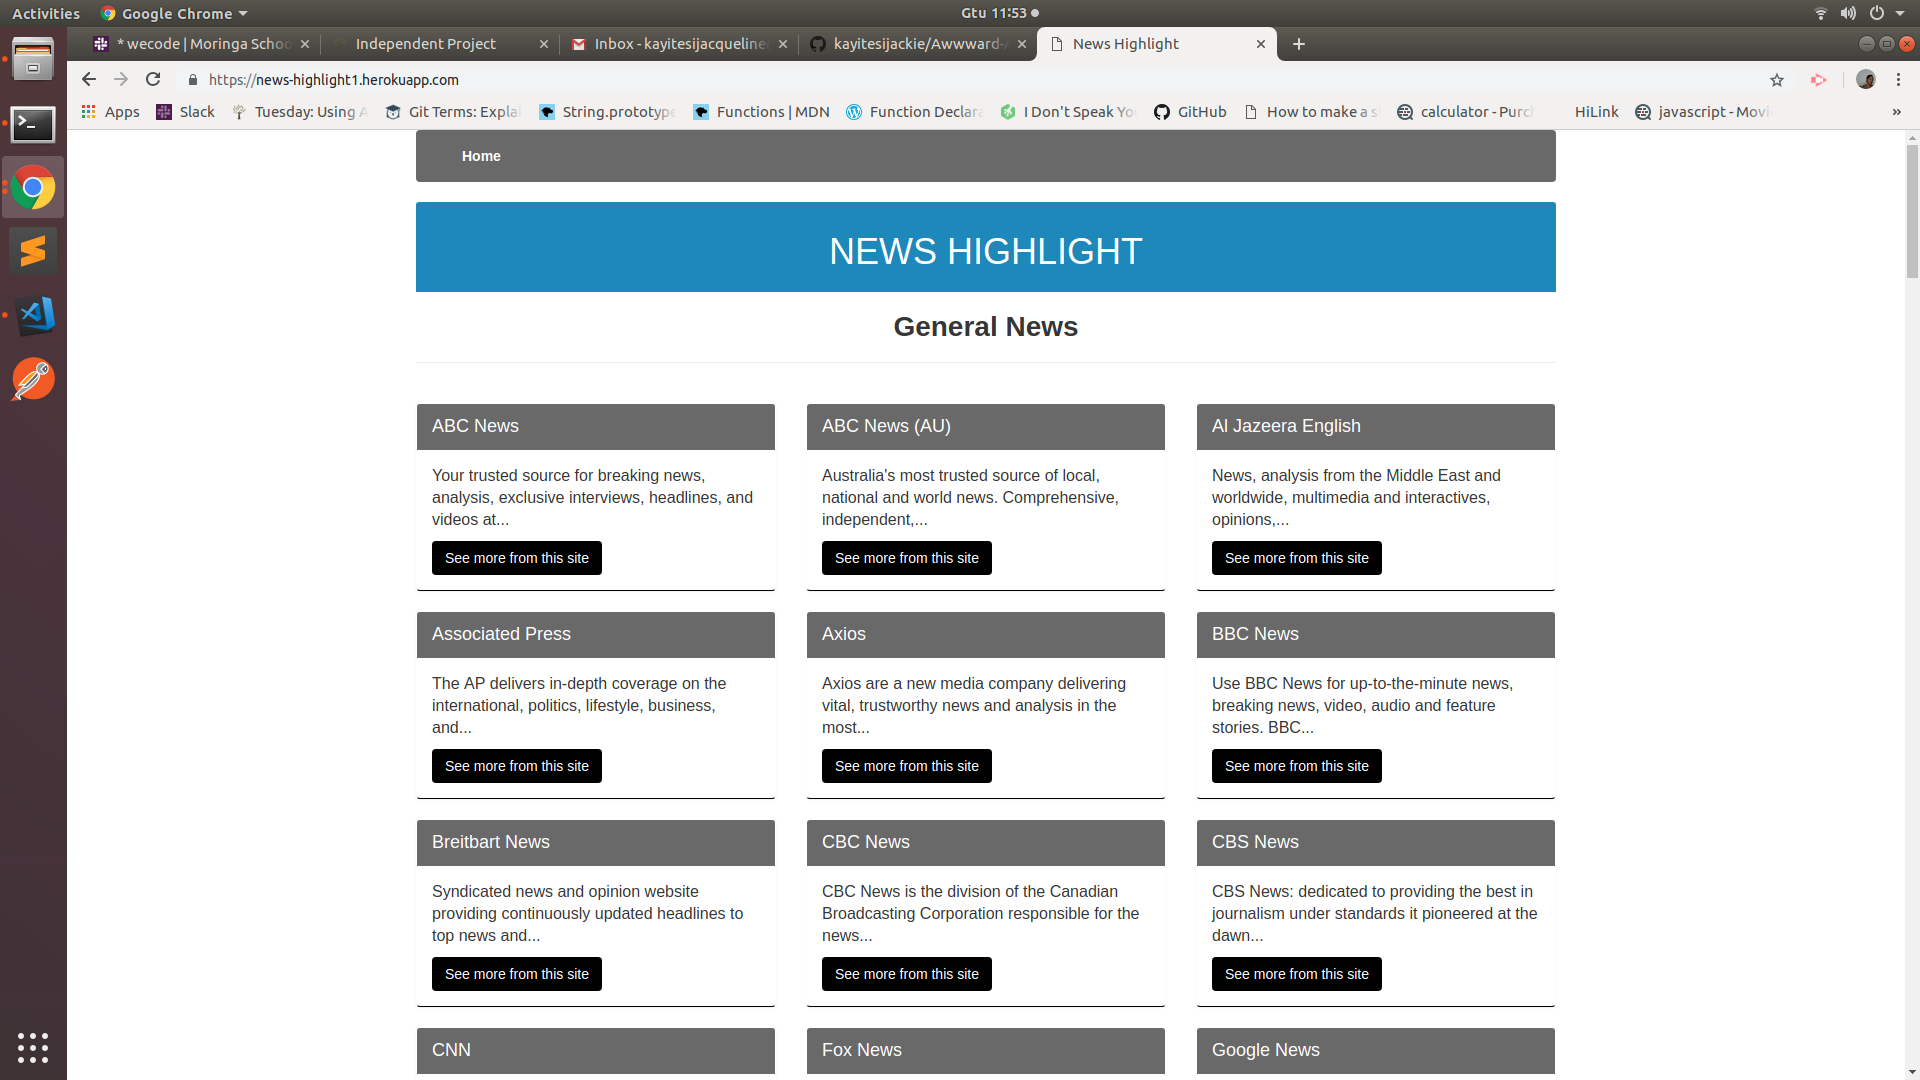 Activities
Google Chrome
Gtu 11:53
* wecode | Moringa Schoo
Independent Project
Inbox - kayitesijacqueline
kayitesijackie/Awwward-
News Highlight
https://news-highlight1.herokuapp.com
Apps
Slack
Tuesday: Using
Git Terms: Explai
String.prototype
Functions | MDN
Function Declara
I Don't Speak Yo
GitHub
How to make a s
calculator - Purch
HiLink
javascript - Movi
»
Home
NEWS HIGHLIGHT
General News
ABC News
Your trusted source for breaking news,
analysis, exclusive interviews, headlines, and
videos at...
See more from this site
ABC News (AU)
Australia's most trusted source of local,
national and world news. Comprehensive,
independent,...
See more from this site
Al Jazeera English
News, analysis from the Middle East and
worldwide, multimedia and interactives,
opinions,...
See more from this site
Associated Press
The AP delivers in-depth coverage on the
international, politics, lifestyle, business,
and...
See more from this site
Axios
Axios are a new media company delivering
vital, trustworthy news and analysis in the
most...
See more from this site
BBC News
Use BBC News for up-to-the-minute news,
breaking news, video, audio and feature
stories. BBC...
See more from this site
Breitbart News
Syndicated news and opinion website
providing continuously updated headlines to
top news and...
See more from this site
CBC News
CBC News is the division of the Canadian
Broadcasting Corporation responsible for the
news...
See more from this site
CBS News
CBS News: dedicated to providing the best in
journalism under standards it pioneered at the
dawn...
See more from this site
CNN
Fox News
Google News